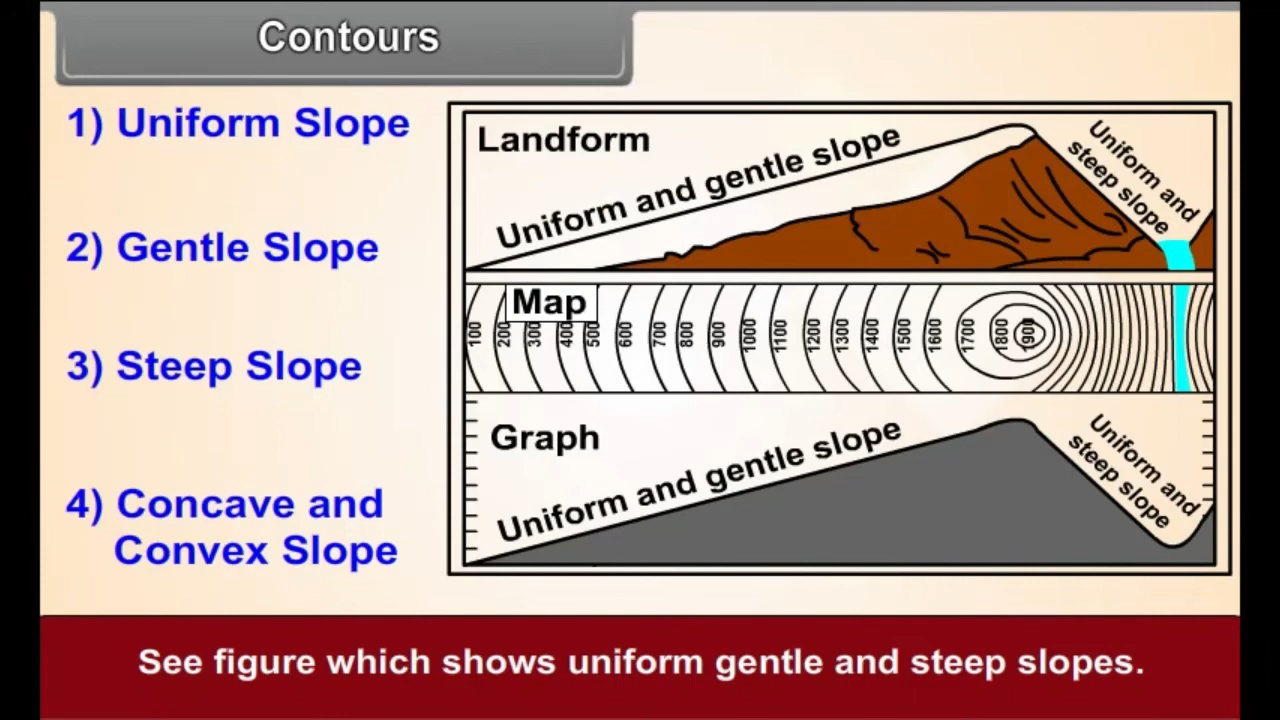 Contours
1) Uniform Slope
2) Gentle Slope
3) Steep Slope
4) Concave and
Convex Slope
Landform
Uniform and gentle slope
Uniform and
steep slope
Map
100 200 300 400 500 600 700 800 900 1000 1100 1200 1300 1400 1500 1600 1700 1800 1900
Graph
Uniform and gentle slope
Uniform and
steep slope
See figure which shows uniform gentle and steep slopes.